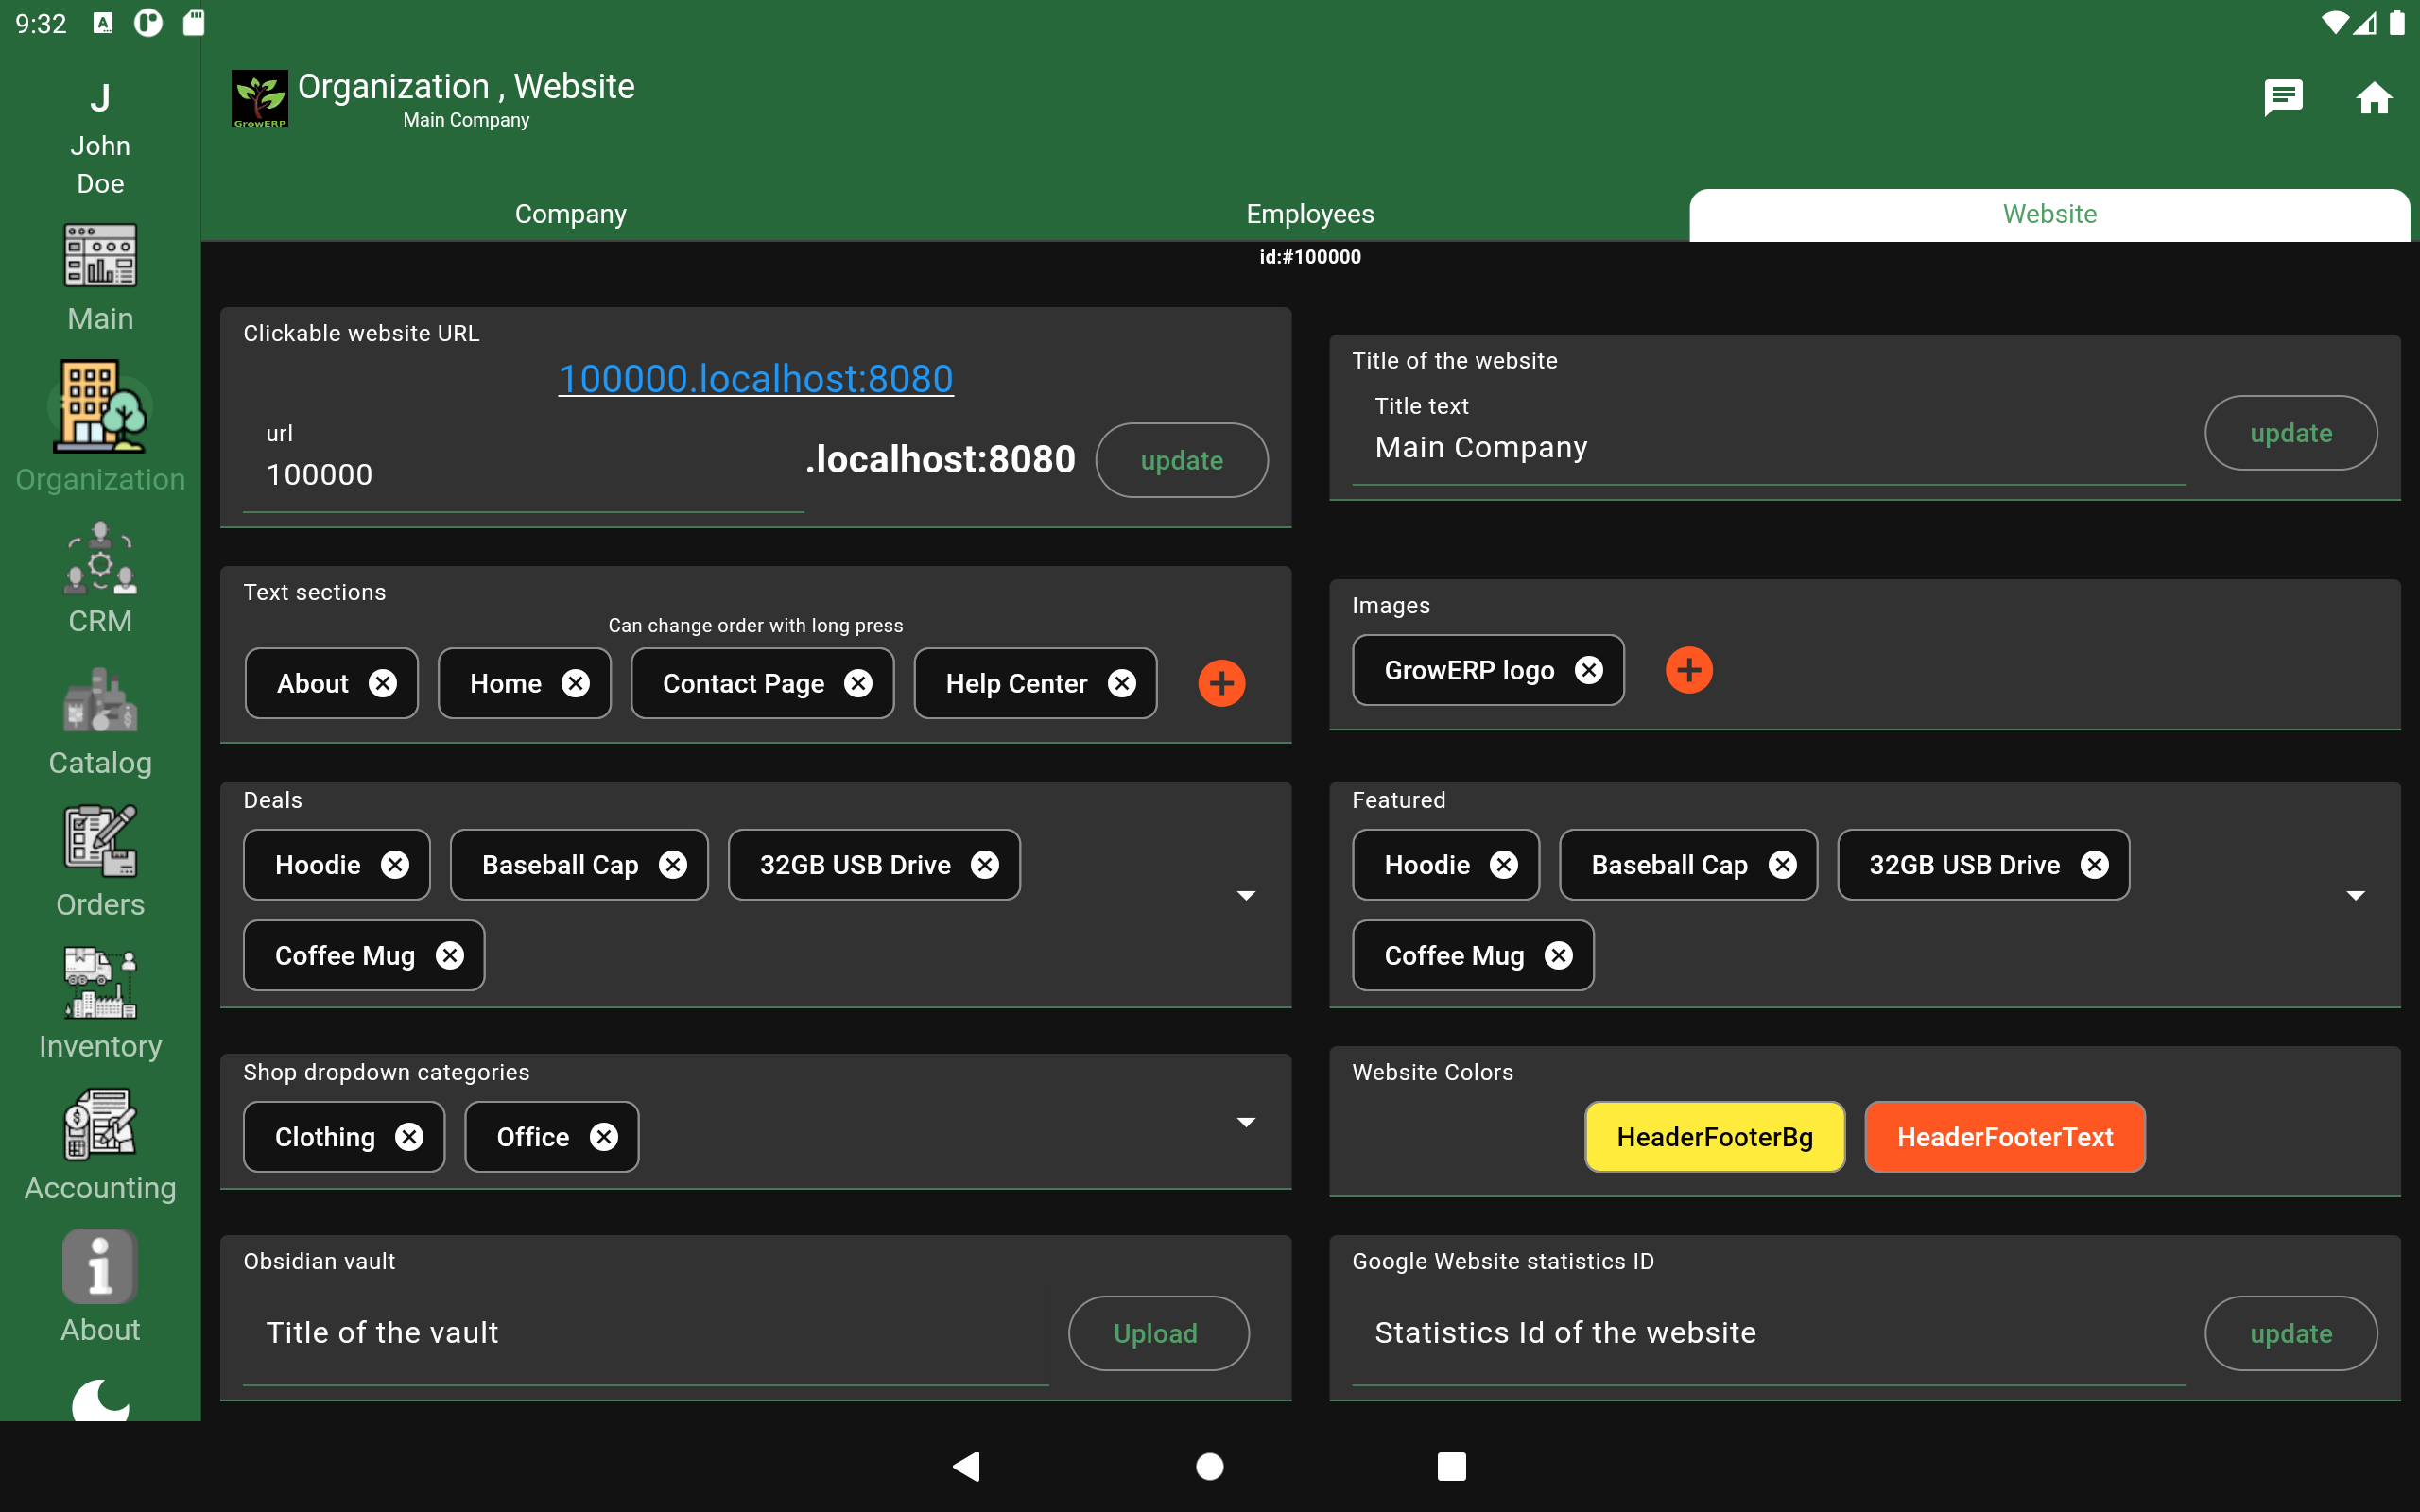 9:32
A
J
John
Doe
Main
Organization
CRM
Catalog
Orders
Inventory
Accounting
About
GrowERP
Organization , Website
Main Company
Company
Employees
Website
id:#100000
Clickable website URL
100000.localhost:8080
url
100000
.localhost:8080
update
Title of the website
Title text
Main Company
update
Text sections
Can change order with long press
About
Home
Contact Page
Help Center
Images
GrowERP logo
Deals
Hoodie
Baseball Cap
32GB USB Drive
Coffee Mug
Featured
Hoodie
Baseball Cap
32GB USB Drive
Coffee Mug
Shop dropdown categories
Clothing
Office
Website Colors
HeaderFooterBg
HeaderFooterText
Obsidian vault
Title of the vault
Upload
Google Website statistics ID
Statistics Id of the website
update